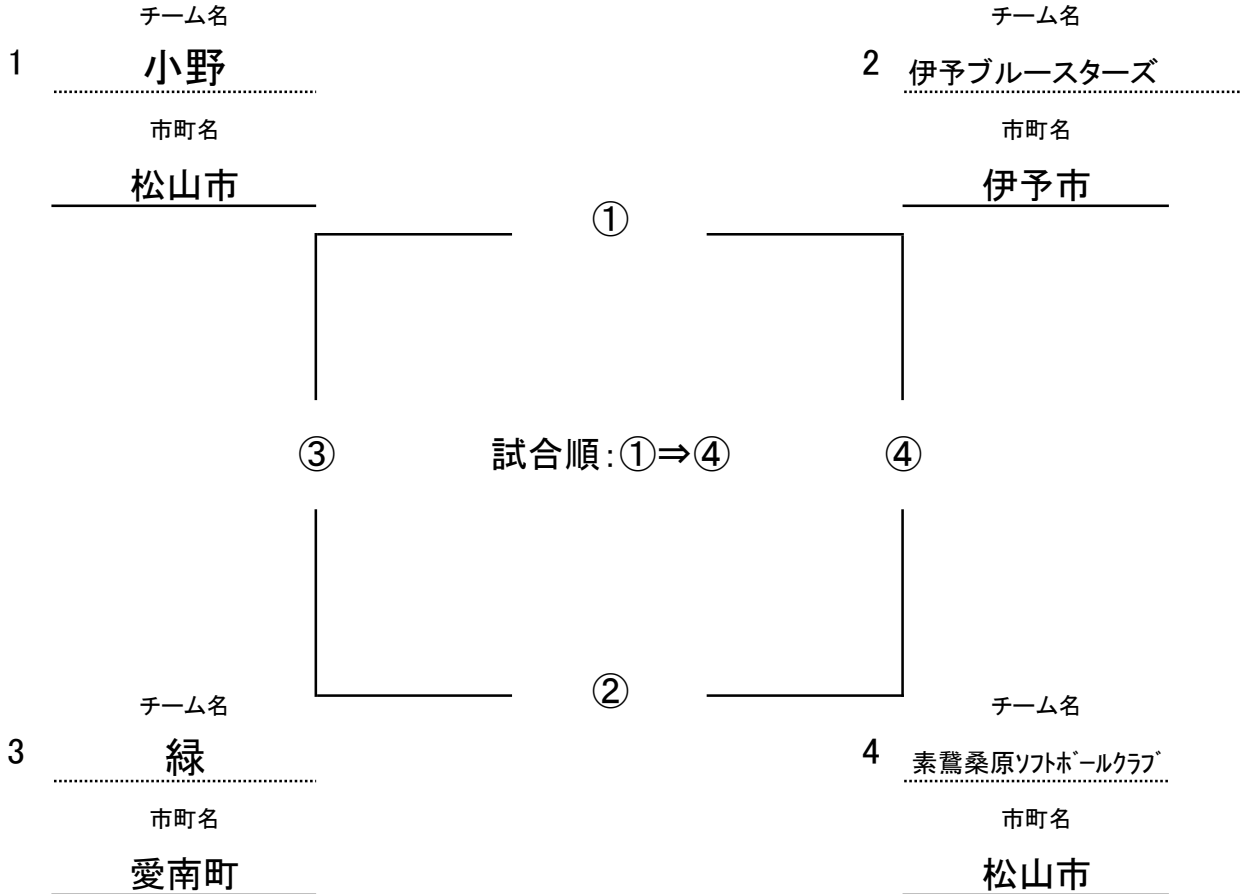 チーム名
1 小野
市町名
松山市
チーム名
2 伊予ブルースターズ
市町名
伊予市
①
③ 試合順:①⇒④ ④
②
チーム名
3 緑
市町名
愛南町
チーム名
4 素鵞桑原ソフトボールクラブ
市町名
松山市